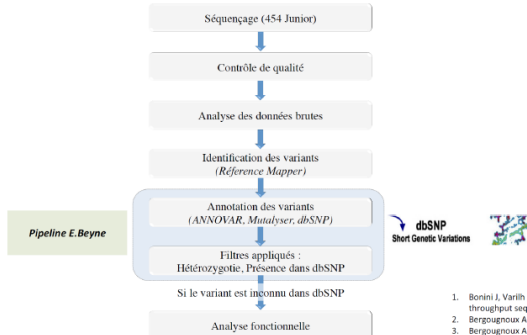 Séquençage (454 Junior)
Contrôle de qualité
Analyse des données brutes
Identification des variants
(Réference Mapper)
Annotation des variants
(ANNOVAR, Mutalyser, dbSNP)
Pipeline E.Beyne
dbSNP
Short Genetic Variations
Filtres appliqués :
Hétérozygotie, Présence dans dbSNP
Si le variant est inconnu dans dbSNP
Analyse fonctionnelle
1. Bonini J, Varilh
throughput seq
2. Bergougnoux A
3. Bergougnoux A